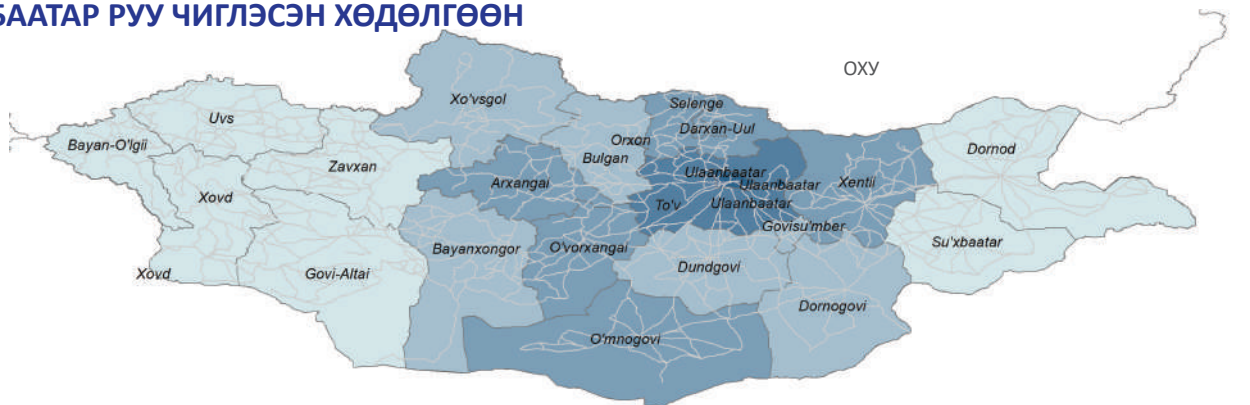 БААТАР РУУ ЧИГЛЭСЭН ХӨДӨЛГӨӨН
ОХУ
Xo'vsgol
Selenge
Uvs
Darxan-Uul
Orxon
Bayan-O'lgii
Bulgan
Dornod
Zavxan
Ulaanbaatar
Arxangai
Ulaanbaatar
Xentii
Xovd
To'v
Ulaanbaatar
Govisu'mber
Bayanxongor
O'vorxangai
Su'xbaatar
Xovd
Govi-Altai
Dundgovi
Dornogovi
O'mnogovi